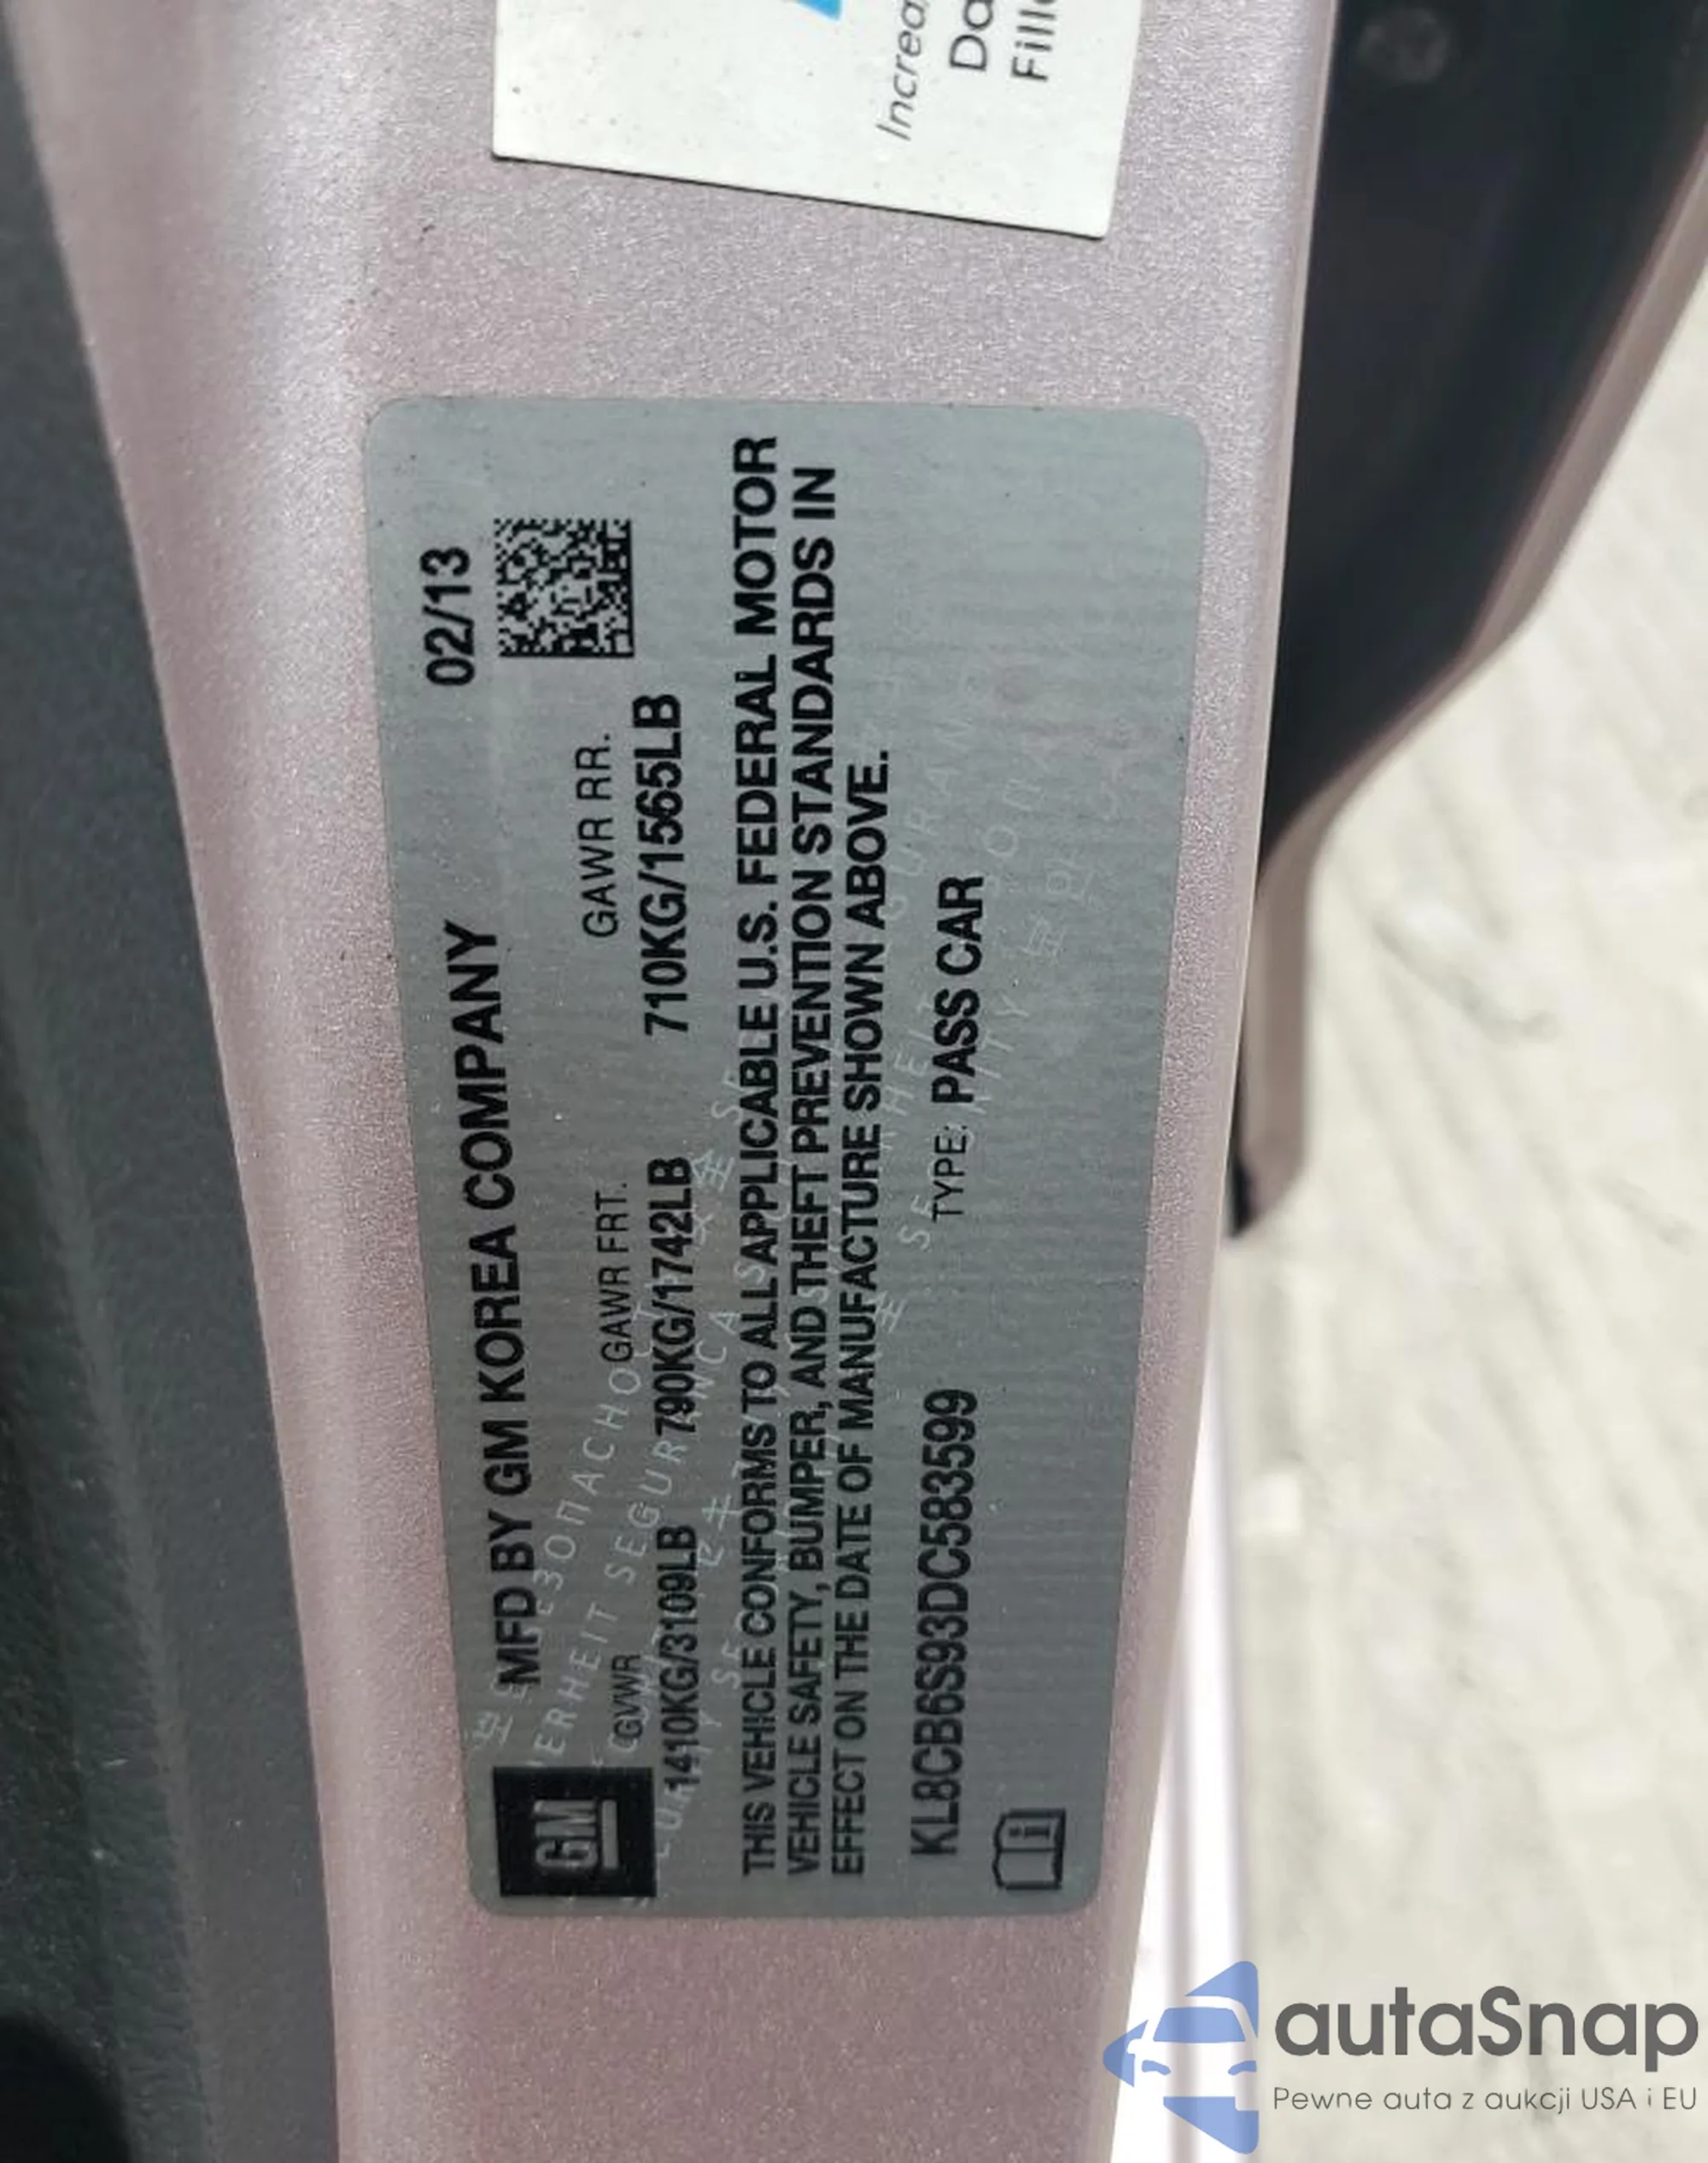 Increa
Da
Fille
MFD BY GM KOREA COMPANY 02/13
GM
GVWR GAWR FRT. GAWR RR.
1410KG/3109LB 790KG/1742LB 710KG/1565LB
THIS VEHICLE CONFORMS TO ALL APPLICABLE U.S. FEDERAL MOTOR
VEHICLE SAFETY, BUMPER, AND THEFT PREVENTION STANDARDS IN
EFFECT ON THE DATE OF MANUFACTURE SHOWN ABOVE.
KL8CB6S93DC583599 TYPE: PASS CAR
autaSnap
Pewne auta z aukcji USA i EU